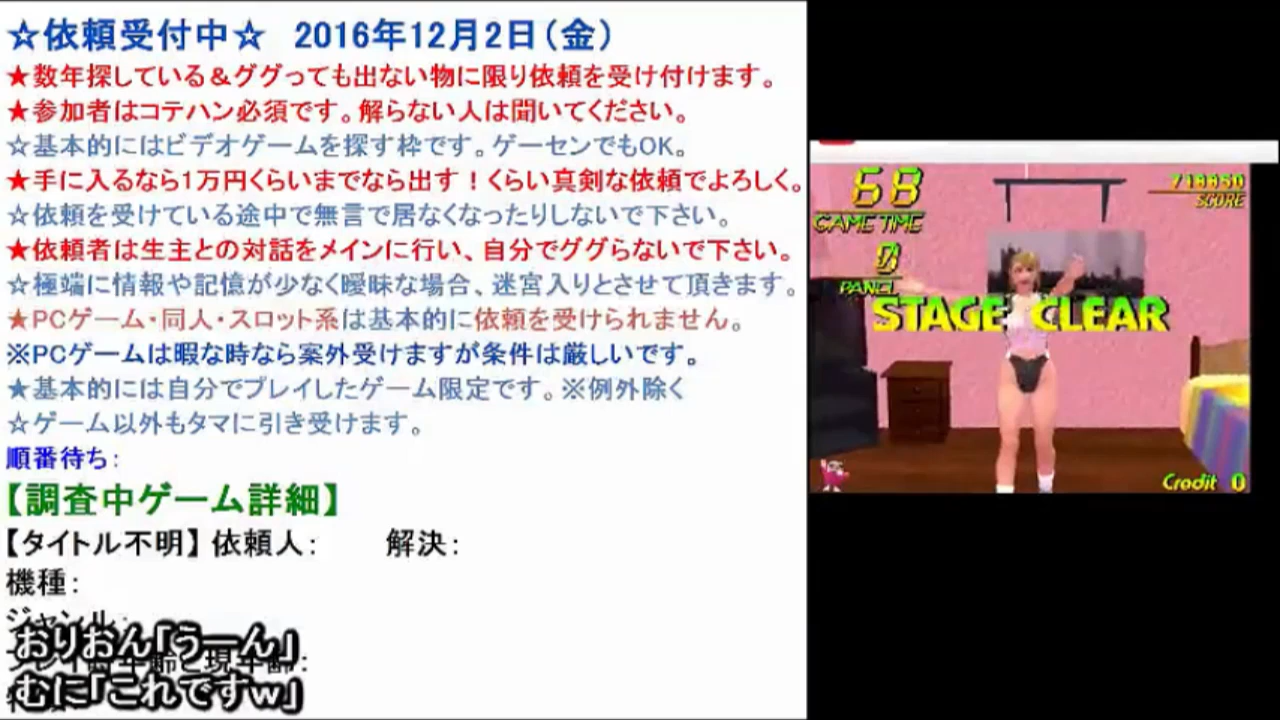 ☆依頼受付中☆ 2016年12月2日（金）
★数年探している＆ググっても出ない物に限り依頼を受け付けます。
★参加者はコテハン必須です。解らない人は聞いてください。
☆基本的にはビデオゲームを探す枠です。ゲーセンでもOK。
★手に入るなら1万円くらいまでなら出す！くらい真剣な依頼でよろしく。
☆依頼を受けている途中で無言で居なくなったりしないで下さい。
★依頼者は生主との対話をメインに行い、自分でググらないで下さい。
☆極端に情報や記憶が少なく曖昧な場合、迷宮入りとさせて頂きます。
★PCゲーム・同人・スロット系は基本的に依頼を受けられません。
※PCゲームは暇な時なら案外受けますが条件は厳しいです。
★基本的には自分でプレイしたゲーム限定です。※例外除く
☆ゲーム以外もタマに引き受けます。
順番待ち：
【調査中ゲーム詳細】
【タイトル不明】依頼人： 解決：
機種：
ジャンル：
おりおん「うーん」
むに「これですｗ」
68
GAME TIME
0
PANEL
SCORE
STAGE CLEAR
Credit 0